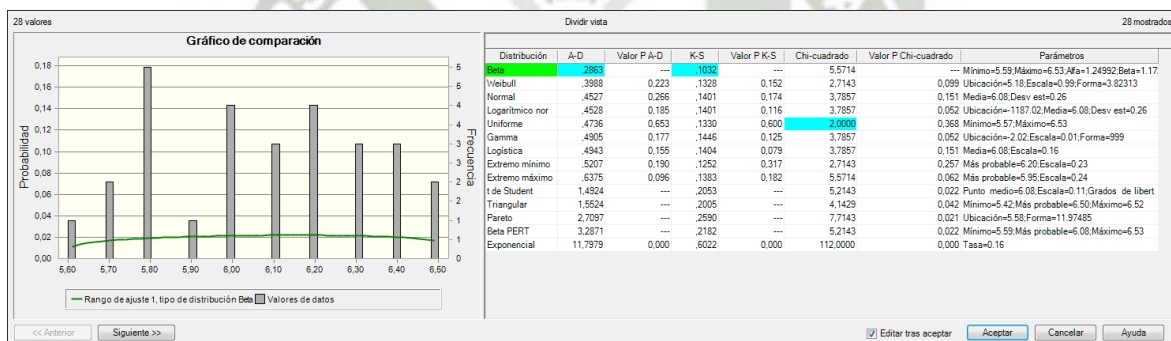 28 valores
Dividir vista
28 mostrados
Gráfico de comparación
Probabilidad
0,18
0,16
0,14
0,12
0,10
0,08
0,06
0,04
0,02
0,00
5,60 5,70 5,80 5,90 6,00 6,10 6,20 6,30 6,40 6,50
5
5
4
4
3
3
2
2
1
1
0
Frecuencia
Rango de ajuste 1, tipo de distribución Beta Valores de datos
Distribución A-D Valor P A-D K-S Valor P K-S Chi-cuadrado Valor P Chi-cuadrado Parámetros
Beta ,2863 --- ,1032 --- 5,5714 --- Mínimo=5.59;Máximo=6.53;Alfa=1.24992;Beta=1.17
Weibull ,3988 0,223 ,1328 0,152 2,7143 0,099 Ubicación=5.18;Escala=0.99;Forma=3.82313
Normal ,4527 0,266 ,1401 0,174 3,7857 0,151 Media=6.08;Desv est=0.26
Logarítmico nor ,4528 0,185 ,1401 0,116 3,7857 0,052 Ubicación=-1187.02;Media=6.08;Desv est=0.26
Uniforme ,4736 0,653 ,1330 0,600 2,0000 0,368 Mínimo=5.57;Máximo=6.53
Gamma ,4905 0,177 ,1446 0,125 3,7857 0,052 Ubicación=-2.02;Escala=0.01;Forma=999
Logística ,4943 0,155 ,1404 0,079 3,7857 0,151 Media=6.08;Escala=0.16
Extremo mínimo ,5207 0,190 ,1252 0,317 2,7143 0,257 Más probable=6.20;Escala=0.23
Extremo máximo ,6375 0,096 ,1383 0,182 5,5714 0,062 Más probable=5.95;Escala=0.24
t de Student 1,4924 --- ,2053 --- 5,2143 0,022 Punto medio=6.08;Escala=0.11;Grados de libert
Triangular 1,5524 --- ,2005 --- 4,1429 0,042 Mínimo=5.42;Más probable=6.50;Máximo=6.52
Pareto 2,7097 --- ,2590 --- 7,7143 0,021 Ubicación=5.58;Forma=11.97485
Beta PERT 3,2871 --- ,2182 --- 5,2143 0,022 Mínimo=5.59;Más probable=6.08;Máximo=6.53
Exponencial 11,7979 0,000 ,6022 0,000 112,0000 0,000 Tasa=0.16
<< Anterior Siguiente >> Editar tras aceptar Aceptar Cancelar Ayuda